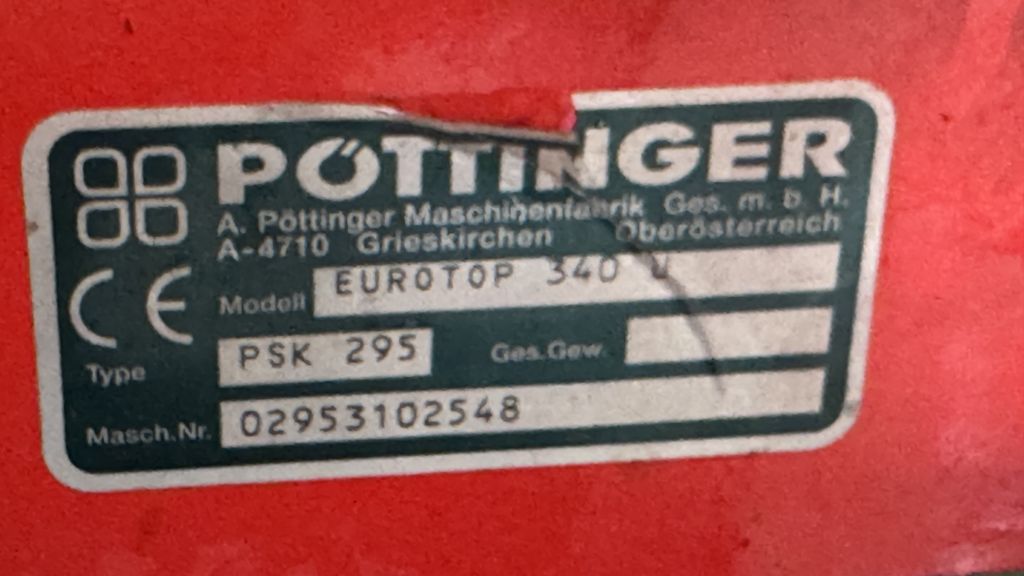 PÖTTINGER
A. Pöttinger Maschinenfabrik Ges. m. b. H.
A-4710 Grieskirchen Oberösterreich
CE
Modell EUROTOP 340 U
Type PSK 295 Ges.Gew.
Masch.Nr. 02953102548